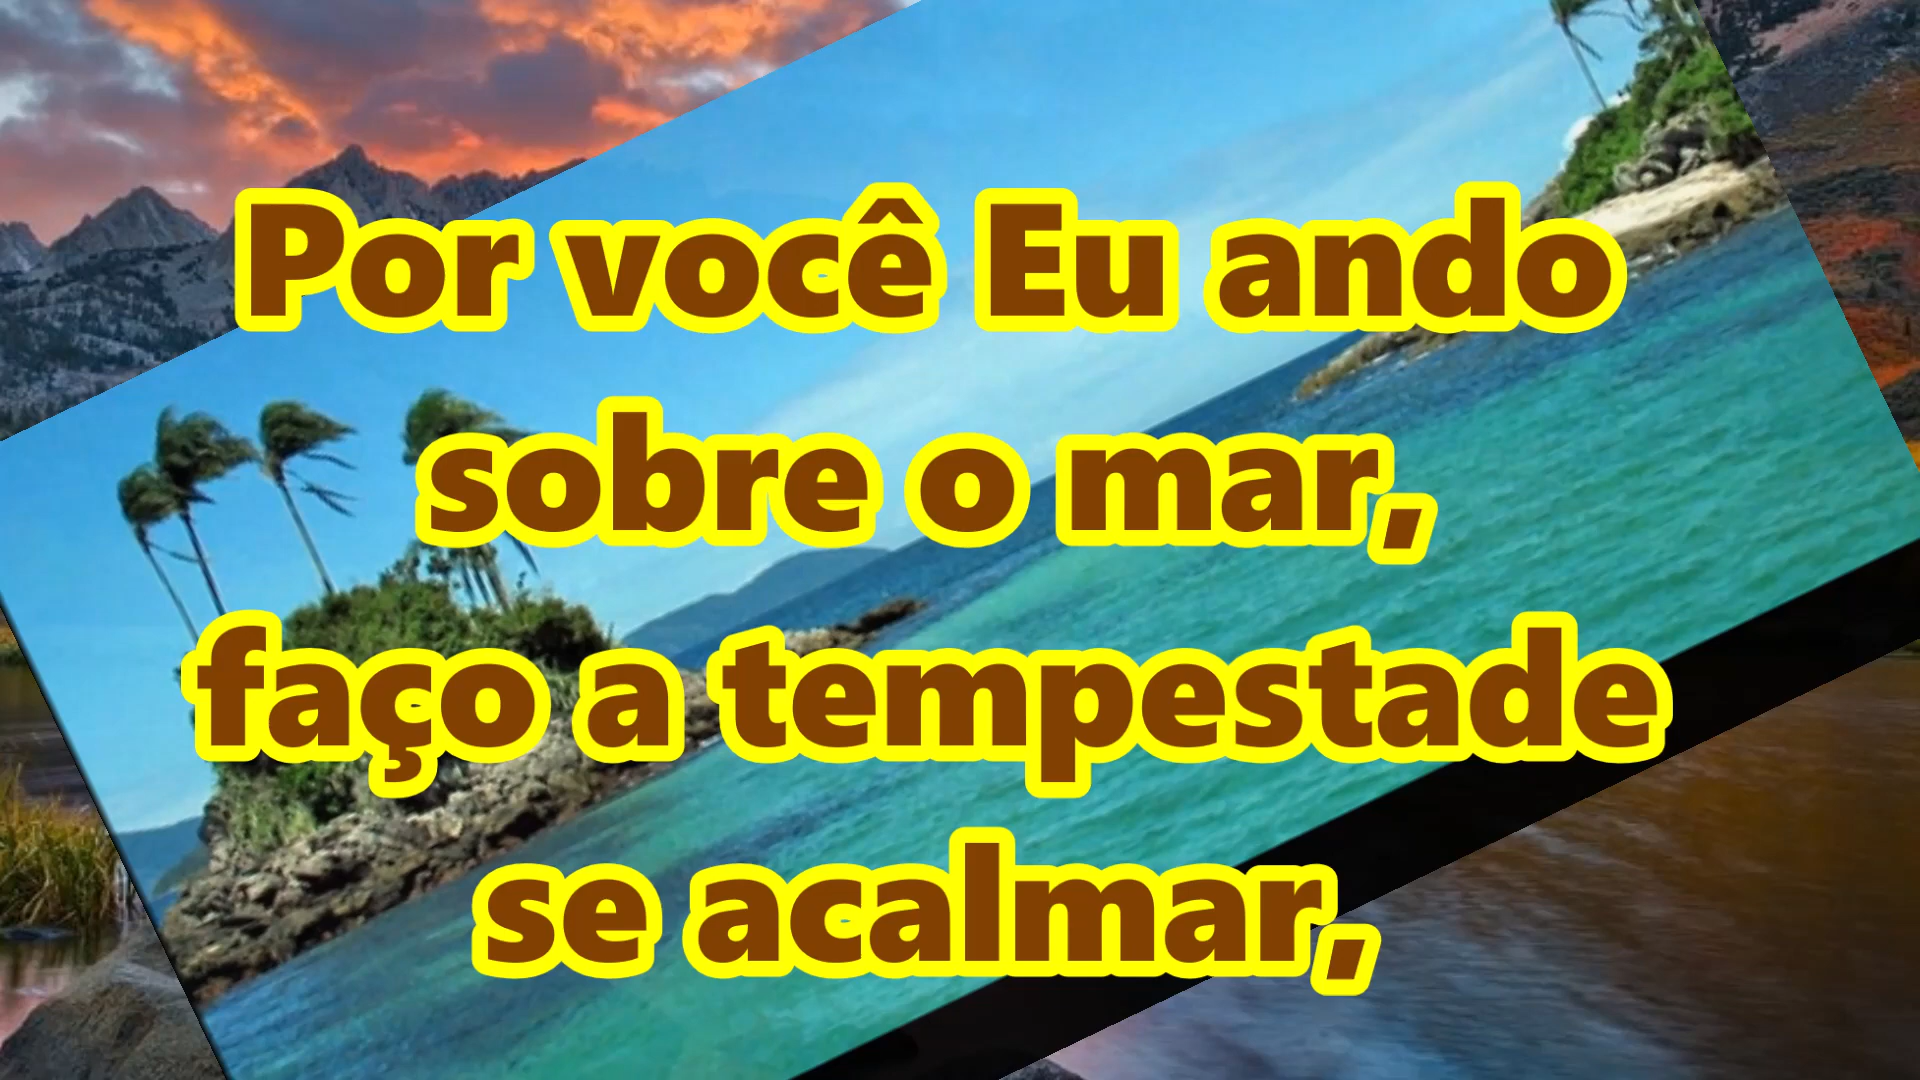 Por você Eu ando
sobre o mar,
faço a tempestade
se acalmar,